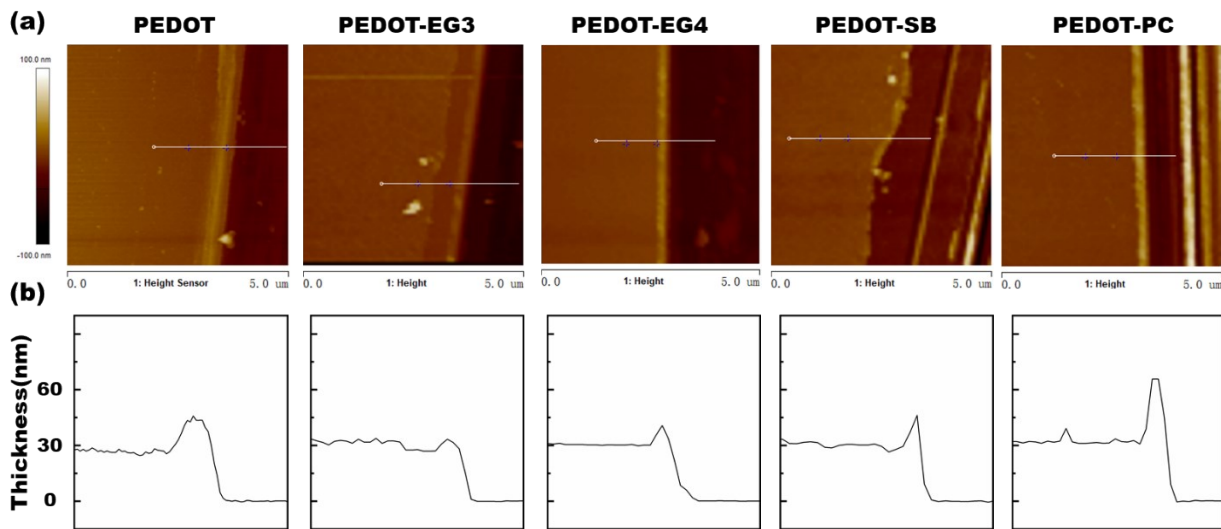 (a) PEDOT PEDOT-EG3 PEDOT-EG4 PEDOT-SB PEDOT-PC
100.0 nm
-100.0 nm
0.0 1: Height Sensor 5.0 um 0.0 1: Height 5.0 um 0.0 1: Height 5.0 um 0.0 1: Height 5.0 um 0.0 1: Height 5.0 um
(b)
Thickness(nm)
60
30
0